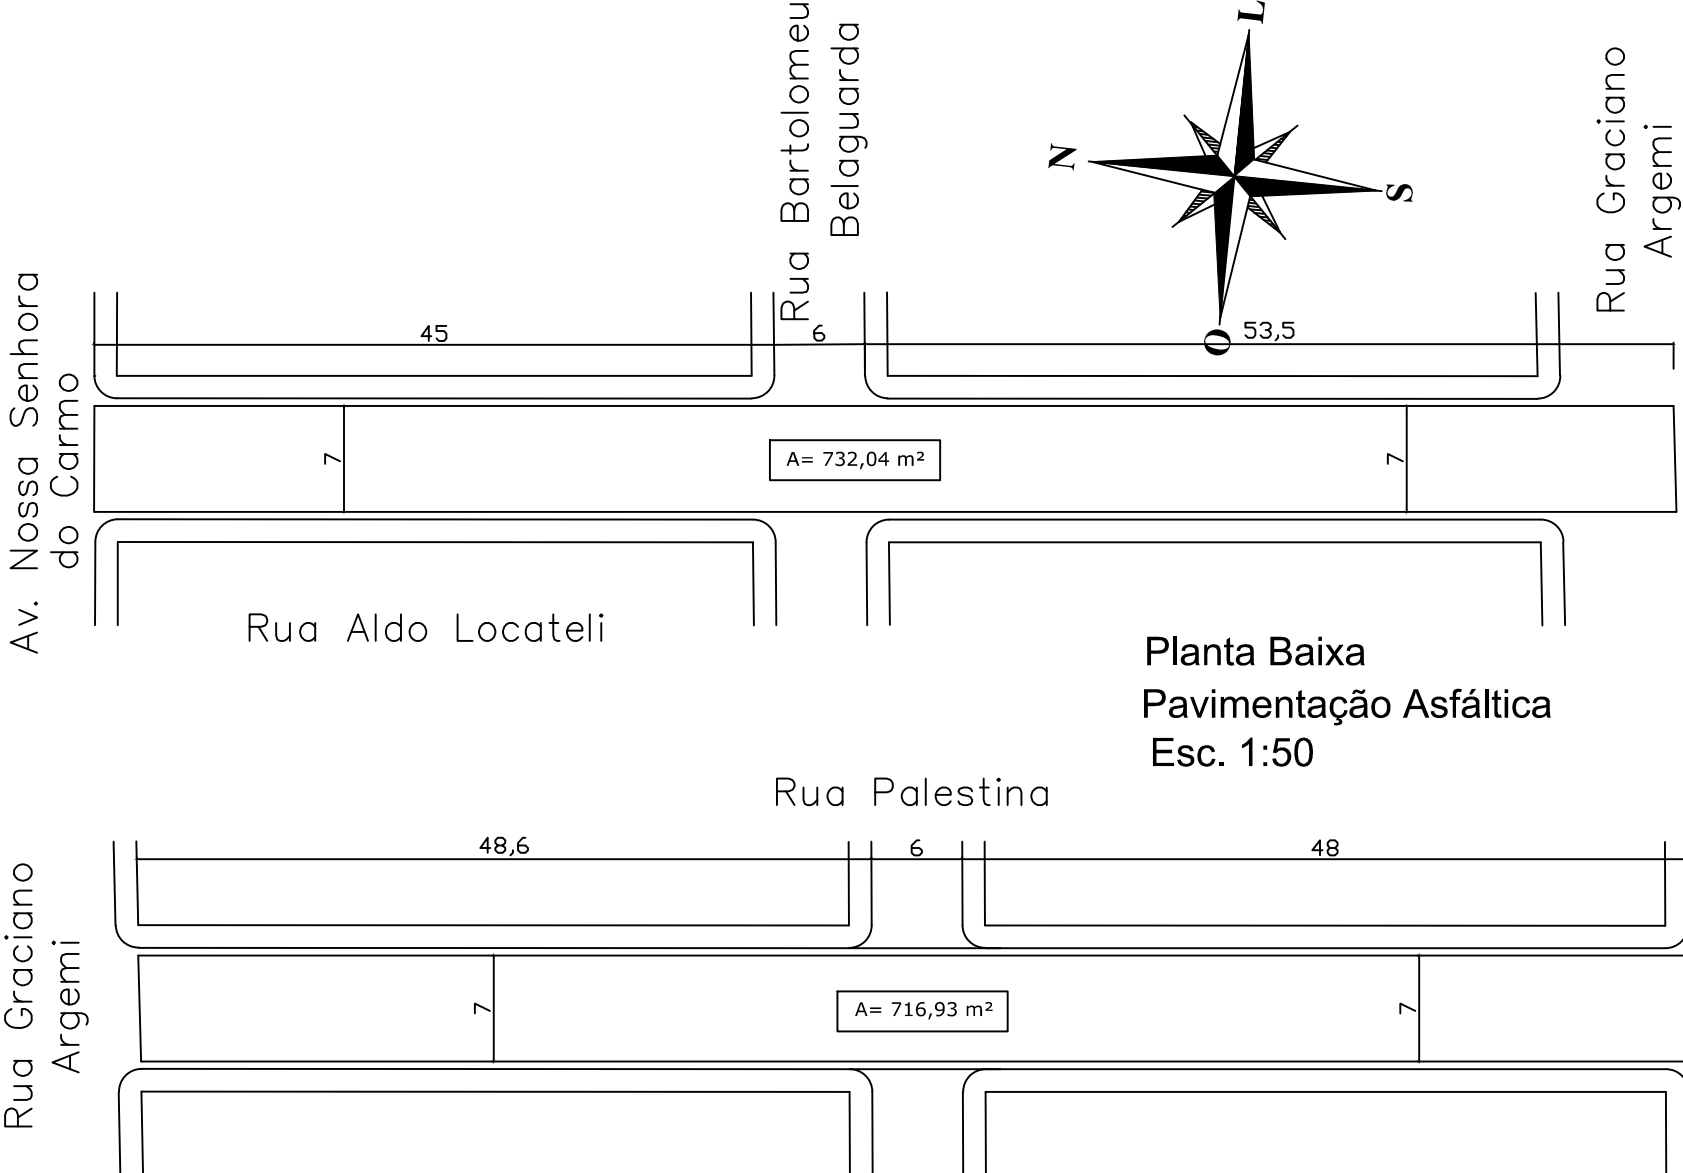 Av. Nossa Senhora
do Carmo
Rua Bartolomeu
Belaguarda
L
N
S
O
Rua Graciano
Argemi
45
6
53,5
7
A= 732,04 m²
7
Rua Aldo Locateli
Planta Baixa
Pavimentação Asfáltica
Esc. 1:50
Rua Palestina
Rua Graciano
Argemi
48,6
6
48
7
A= 716,93 m²
7